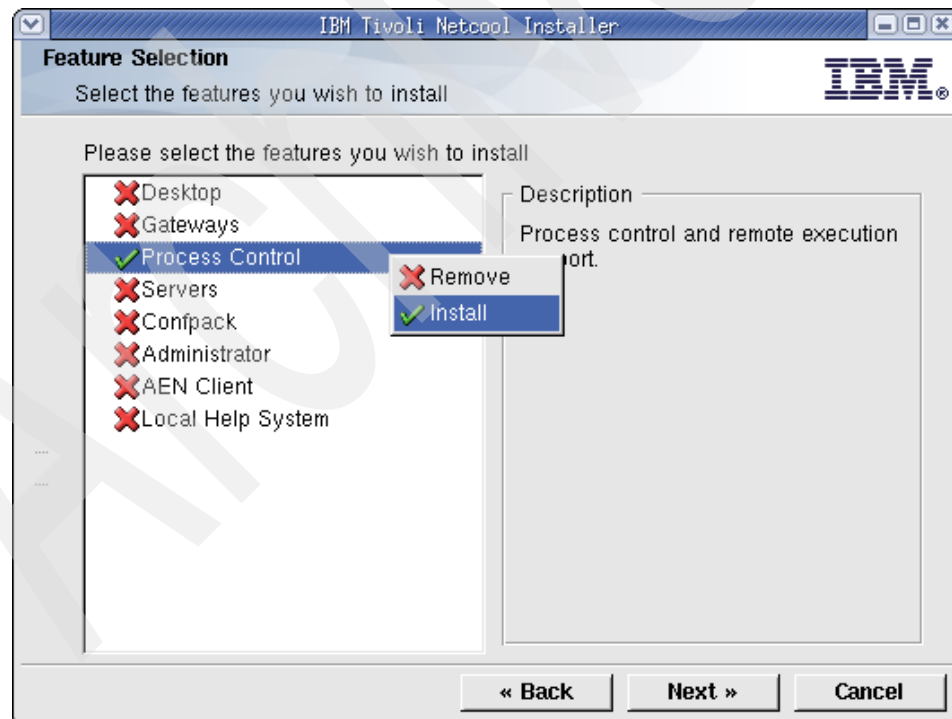 IBM Tivoli Netcool Installer
Feature Selection
Select the features you wish to install
IBM®
Please select the features you wish to install
Desktop
Gateways
Process Control
Servers
Confpack
Administrator
AEN Client
Local Help System
Remove
Install
Description
Process control and remote execution
« Back
Next »
Cancel